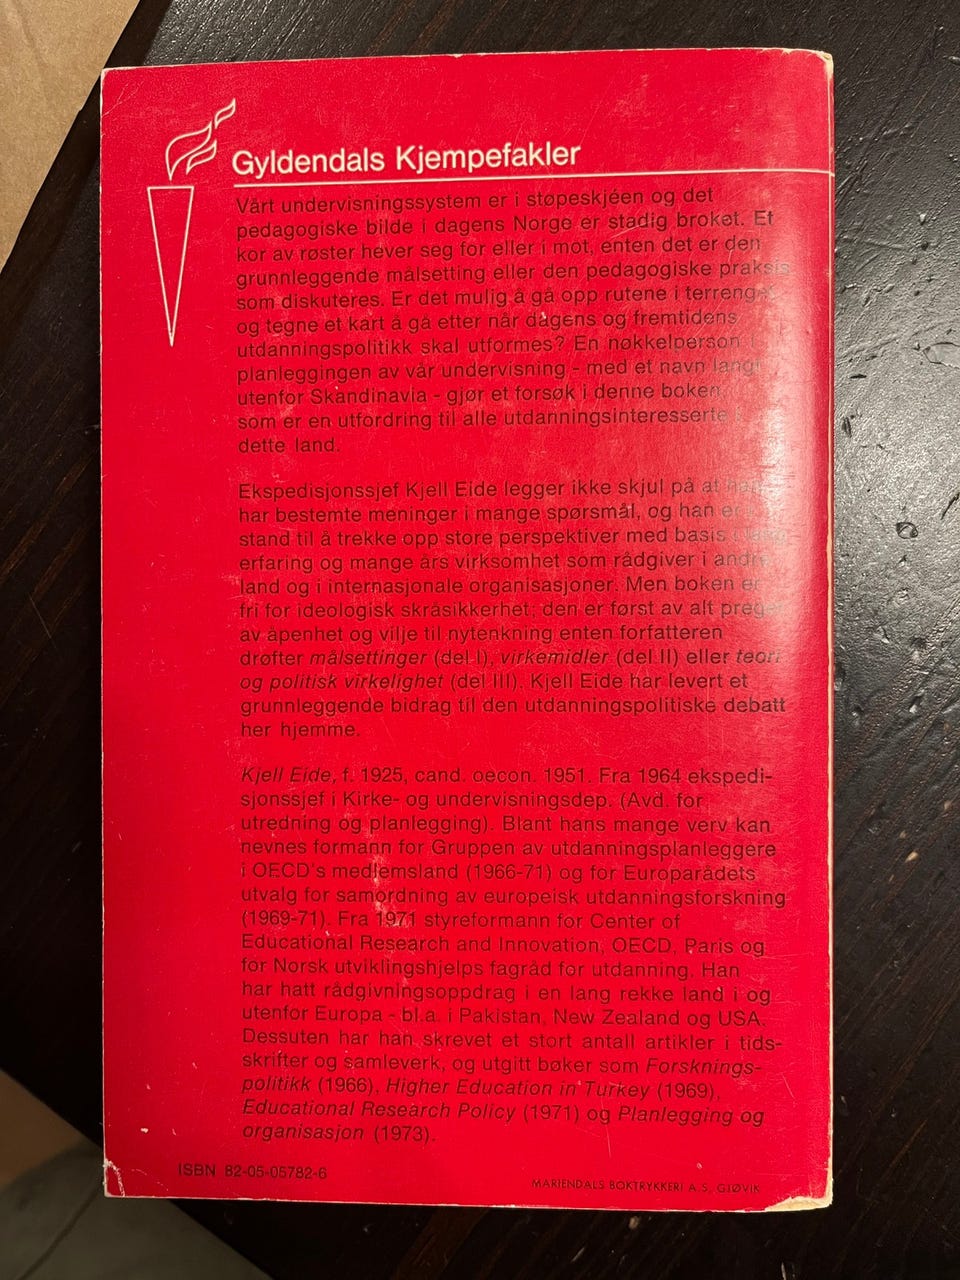 Gyldendals Kjempefakler
Vårt undervisningssystem er i støpeskjéen og det
pedagogiske bilde i dagens Norge er stadig broket. Et
kor av røster hever seg for eller i mot, enten det er den
grunnleggende målsetting eller den pedagogiske praksis
som diskuteres. Er det mulig å gå opp rutene i terrenget
og tegne et kart å gå etter når dagens og fremtidens
utdanningspolitikk skal utformes? En nøkkelperson i
planleggingen av vår undervisning - med et navn langt
utenfor Skandinavia - gjør et forsøk i denne boken,
som er en utfordring til alle utdanningsinteresserte i
dette land.
Ekspedisjonssjef Kjell Eide legger ikke skjul på at han
har bestemte meninger i mange spørsmål, og han er i
stand til å trekke opp store perspektiver med basis i
erfaring og mange års virksomhet som rådgiver i andre
land og i internasjonale organisasjoner. Men boken er
fri for ideologisk skråsikkerhet; den er først av alt preget
av åpenhet og vilje til nytenkning enten forfatteren
drøfter målsettinger (del I), virkemidler (del II) eller teori
og politisk virkelighet (del III). Kjell Eide har levert et
grunnleggende bidrag til den utdanningspolitiske debatt
her hjemme.
Kjell Eide, f. 1925, cand. oecon. 1951. Fra 1964 ekspedi-
sjonssjef i Kirke- og undervisningsdep. (Avd. for
utredning og planlegging). Blant hans mange verv kan
nevnes formann for Gruppen av utdanningsplanleggere
i OECD's medlemsland (1966-71) og for Europarådets
utvalg for samordning av europeisk utdanningsforskning
(1969-71). Fra 1971 styreformann for Center of
Educational Research and Innovation, OECD, Paris og
for Norsk utviklingshjelps fagråd for utdanning. Han
har hatt rådgivningsoppdrag i en lang rekke land i og
utenfor Europa - bl.a. i Pakistan, New Zealand og USA.
Dessuten har han skrevet et stort antall artikler i tids-
skrifter og samleverk, og utgitt bøker som Forsknings-
politikk (1966), Higher Education in Turkey (1969),
Educational Research Policy (1971) og Planlegging og
organisasjon (1973).
ISBN 82-05-05782-6
MARIENDALS BOKTRYKKERI A.S, GJØVIK